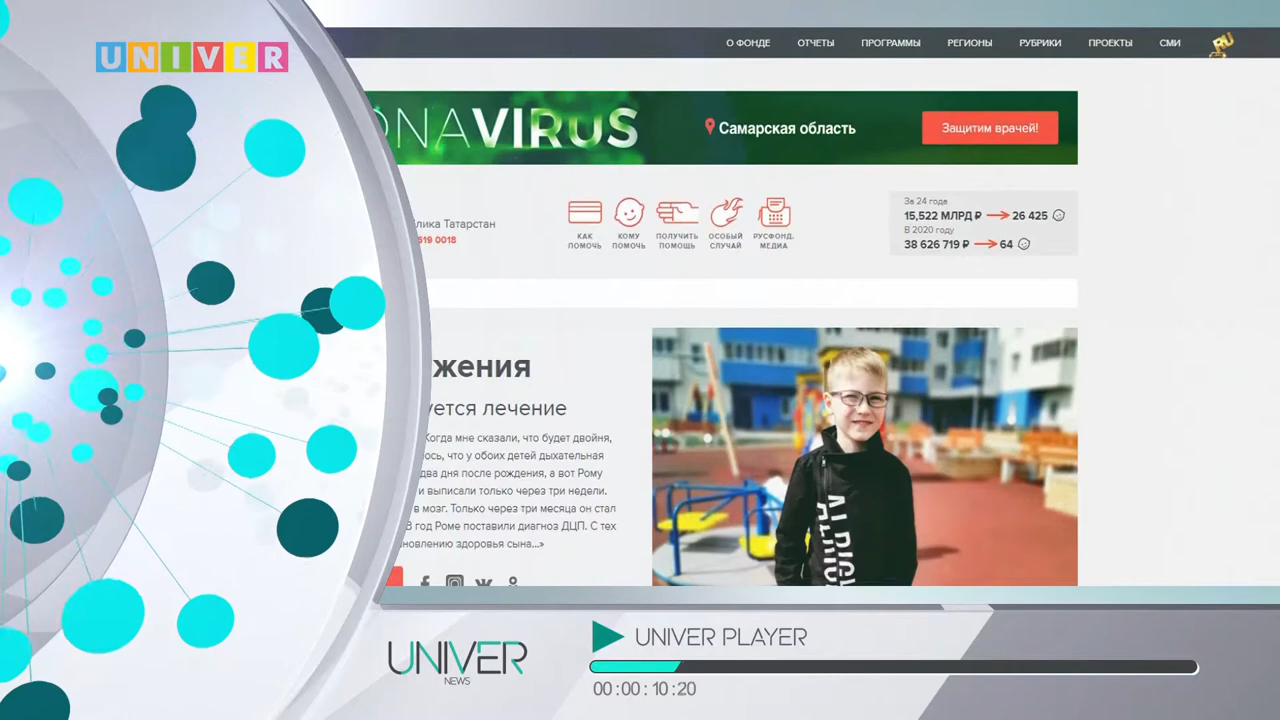 UNIVER
О ФОНДЕ ОТЧЕТЫ ПРОГРАММЫ РЕГИОНЫ РУБРИКИ ПРОЕКТЫ СМИ
.RU
ONAVIRUS
Самарская область
Защитим врачей!
лика Татарстан
519 0018
КАК ПОМОЧЬ
КОМУ ПОМОЧЬ
ПОЛУЧИТЬ ПОМОЩЬ
ОСОБЫЙ СЛУЧАЙ
РУСФОНД. МЕДИА
За 24 года
15,522 МЛРД ₽ 26 425
В 2020 году
38 626 719 ₽ 64
жения
уется лечение
Когда мне сказали, что будет двойня,
ось, что у обоих детей дыхательная
два дня после рождения, а вот Рому
и выписали только через три недели.
в мозг. Только через три месяца он стал
3 год Роме поставили диагноз ДЦП. С тех
новлению здоровья сына...»
UNIVER
NEWS
UNIVER PLAYER
00:00:10:20